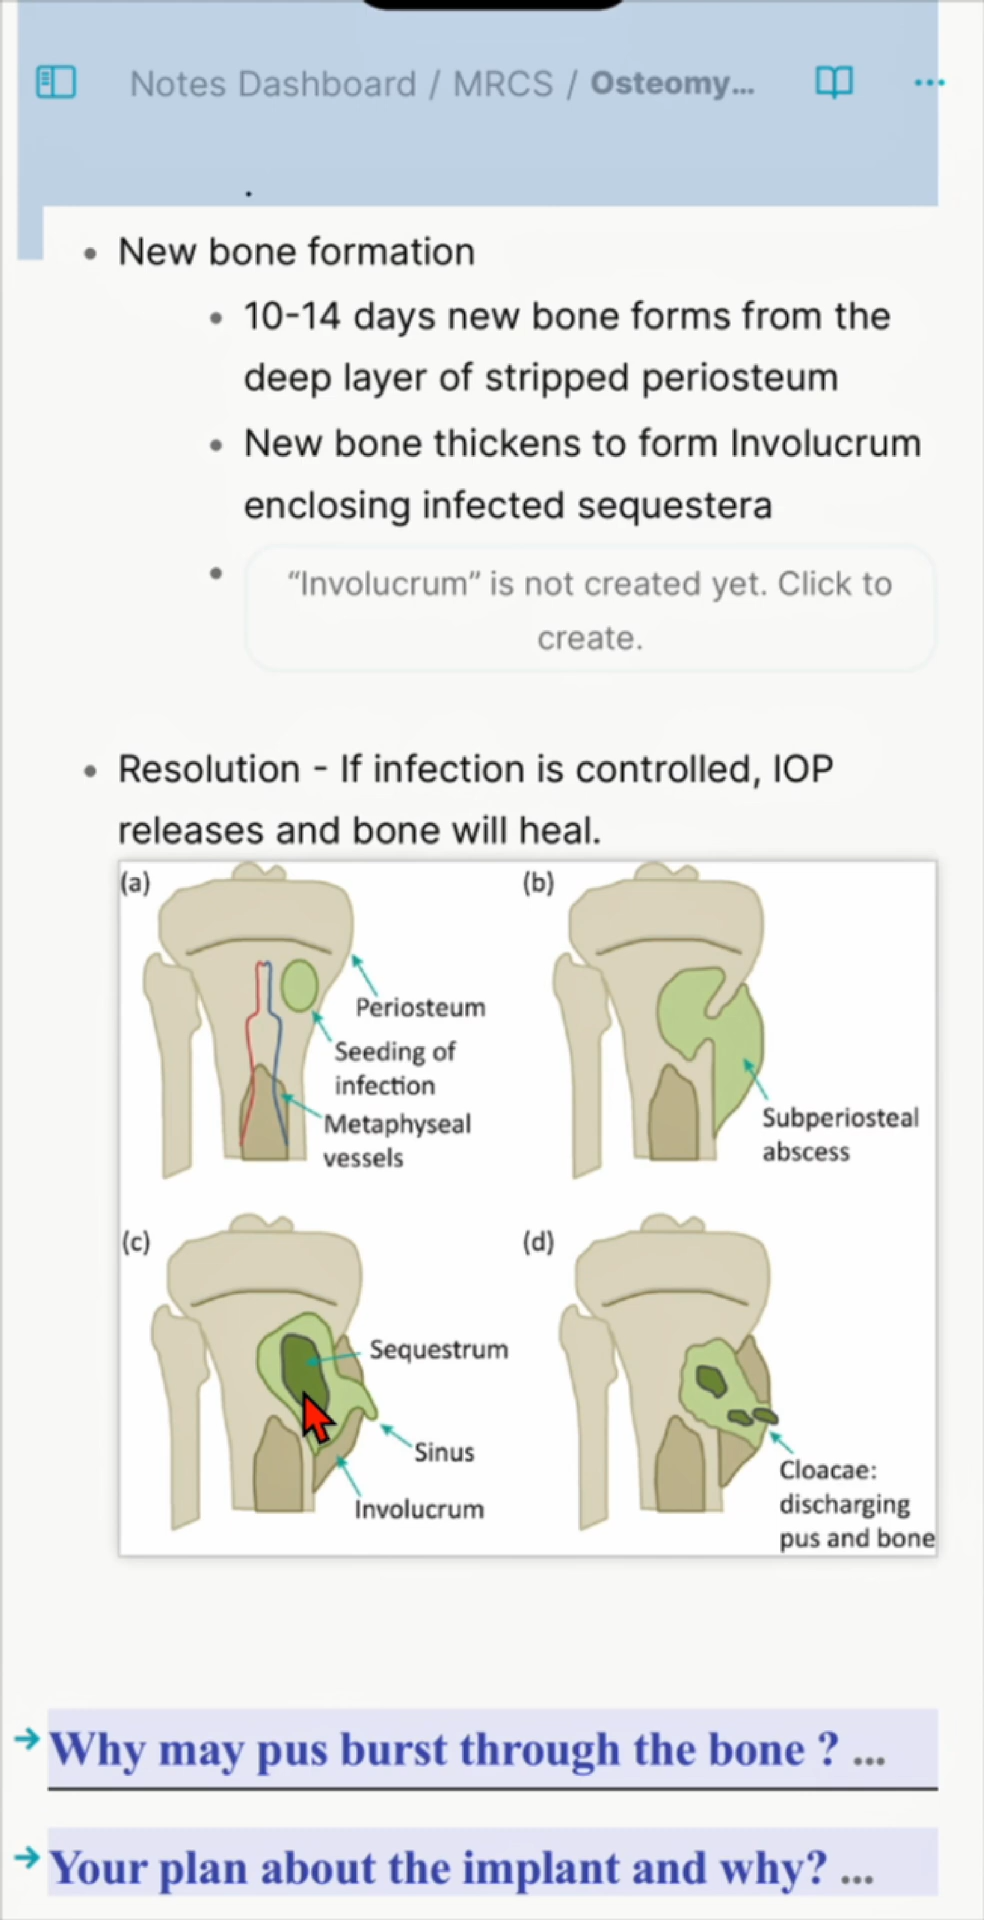 Notes Dashboard / MRCS / Osteomy...
New bone formation
10-14 days new bone forms from the
deep layer of stripped periosteum
New bone thickens to form Involucrum
enclosing infected sequestera
“Involucrum” is not created yet. Click to
create.
Resolution - If infection is controlled, IOP
releases and bone will heal.
(a)
Periosteum
Seeding of
infection
Metaphyseal
vessels
(b)
Subperiosteal
abscess
(c)
Sequestrum
Sinus
Involucrum
(d)
Cloacae:
discharging
pus and bone
Why may pus burst through the bone ? ...
Your plan about the implant and why? ...